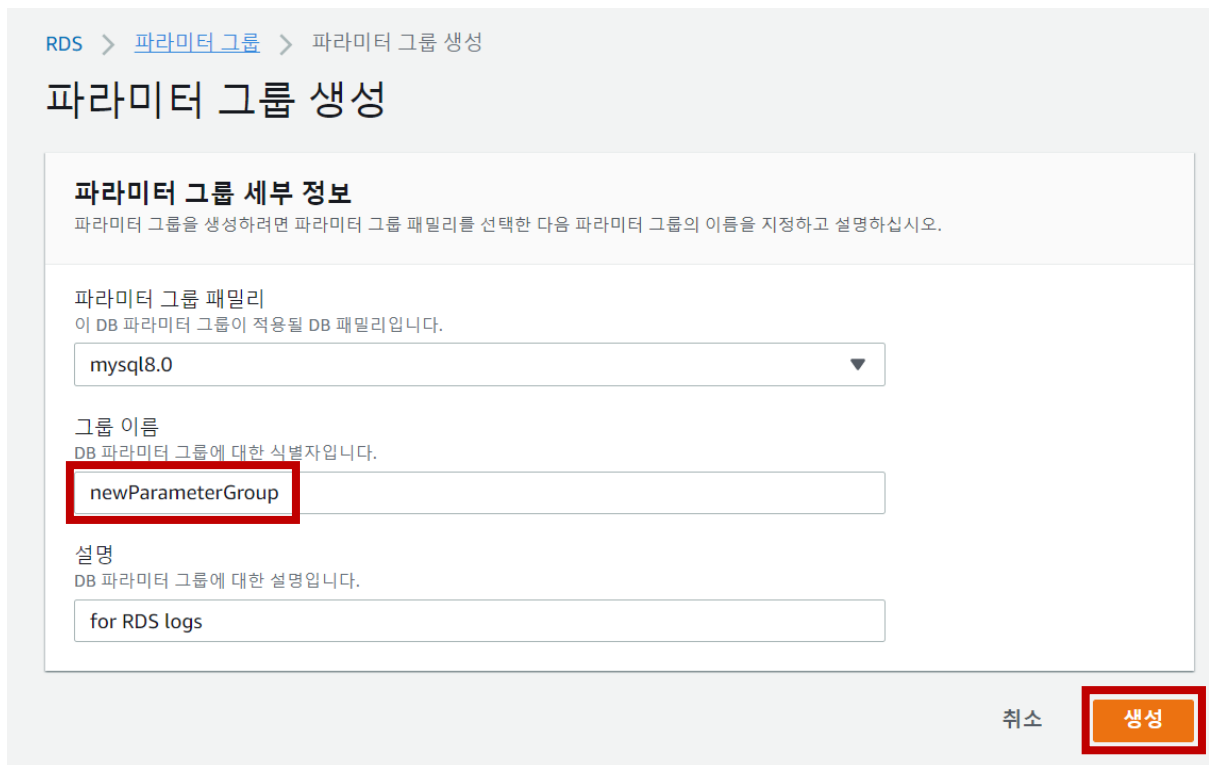 RDS > 파라미터 그룹 > 파라미터 그룹 생성
파라미터 그룹 생성
파라미터 그룹 세부 정보
파라미터 그룹을 생성하려면 파라미터 그룹 패밀리를 선택한 다음 파라미터 그룹의 이름을 지정하고 설명하십시오.
파라미터 그룹 패밀리
이 DB 파라미터 그룹이 적용될 DB 패밀리입니다.
mysql8.0
그룹 이름
DB 파라미터 그룹에 대한 식별자입니다.
newParameterGroup
설명
DB 파라미터 그룹에 대한 설명입니다.
for RDS logs
취소 생성